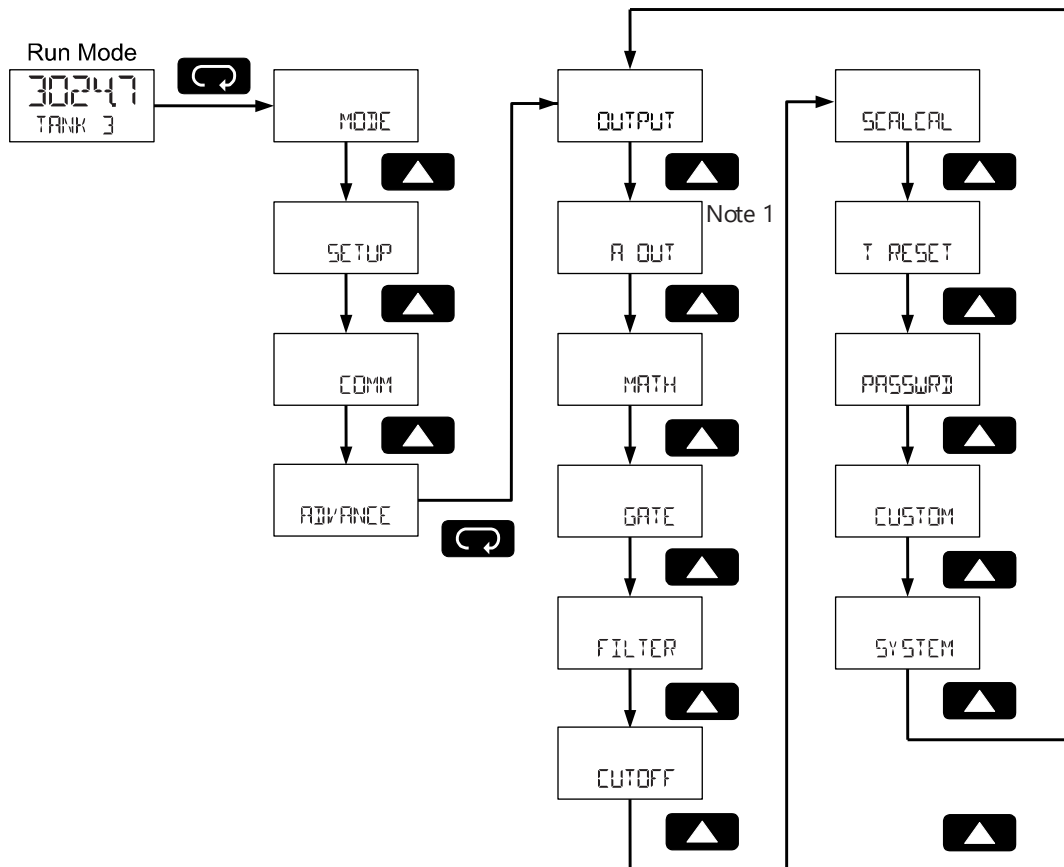 Run Mode
30247
TANK 3
MODE
SETUP
COMM
ADVANCE
OUTPUT
Note 1
A OUT
MATH
GATE
FILTER
CUTOFF
SCALCAL
T RESET
PASSWRD
CUSTOM
SYSTEM